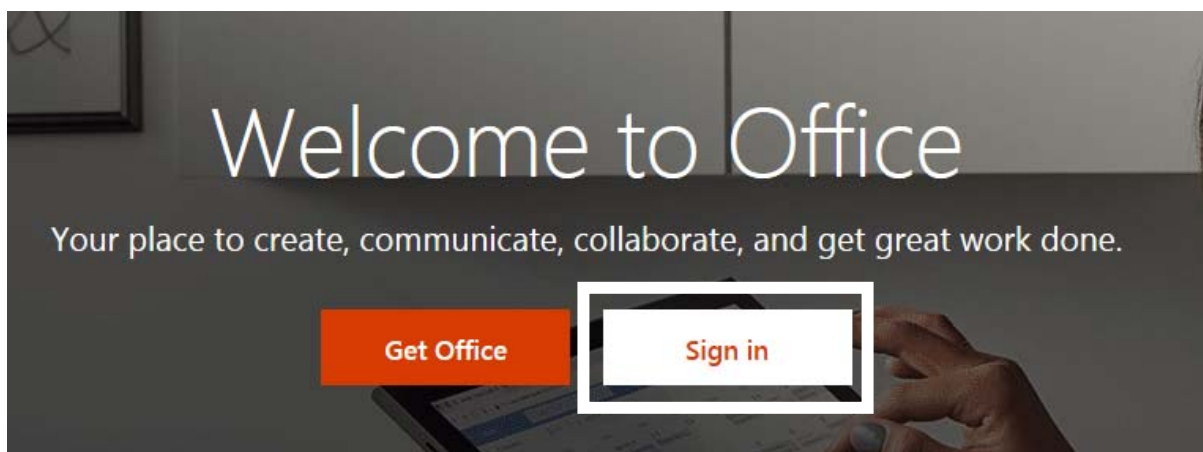 Welcome to Office
Your place to create, communicate, collaborate, and get great work done.
Get Office
Sign in